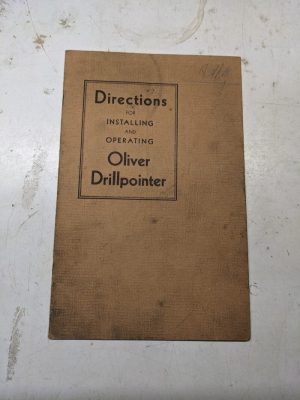 Directions
FOR
INSTALLING
AND
OPERATING
Oliver
Drillpointer